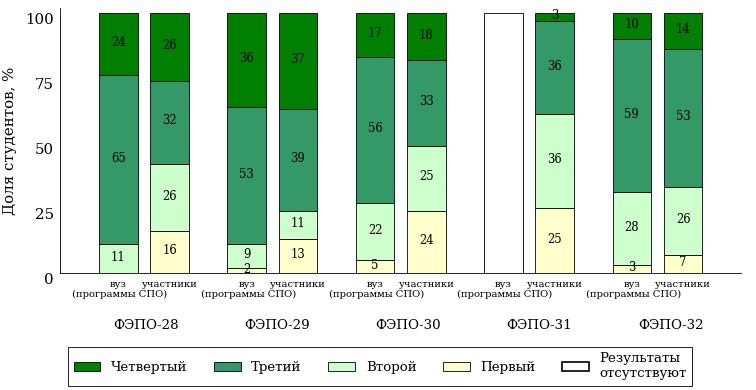 Доля студентов, %
100
75
50
25
0
24
65
11
26
32
26
16
36
53
9
2
37
39
11
13
17
56
22
5
18
33
25
24
3
36
36
25
10
59
28
3
14
53
26
7
вуз
(программы СПО)
участники
вуз
(программы СПО)
участники
вуз
(программы СПО)
участники
вуз
(программы СПО)
участники
вуз
(программы СПО)
участники
ФЭПО-28
ФЭПО-29
ФЭПО-30
ФЭПО-31
ФЭПО-32
Четвертый
Третий
Второй
Первый
Результаты
отсутствуют